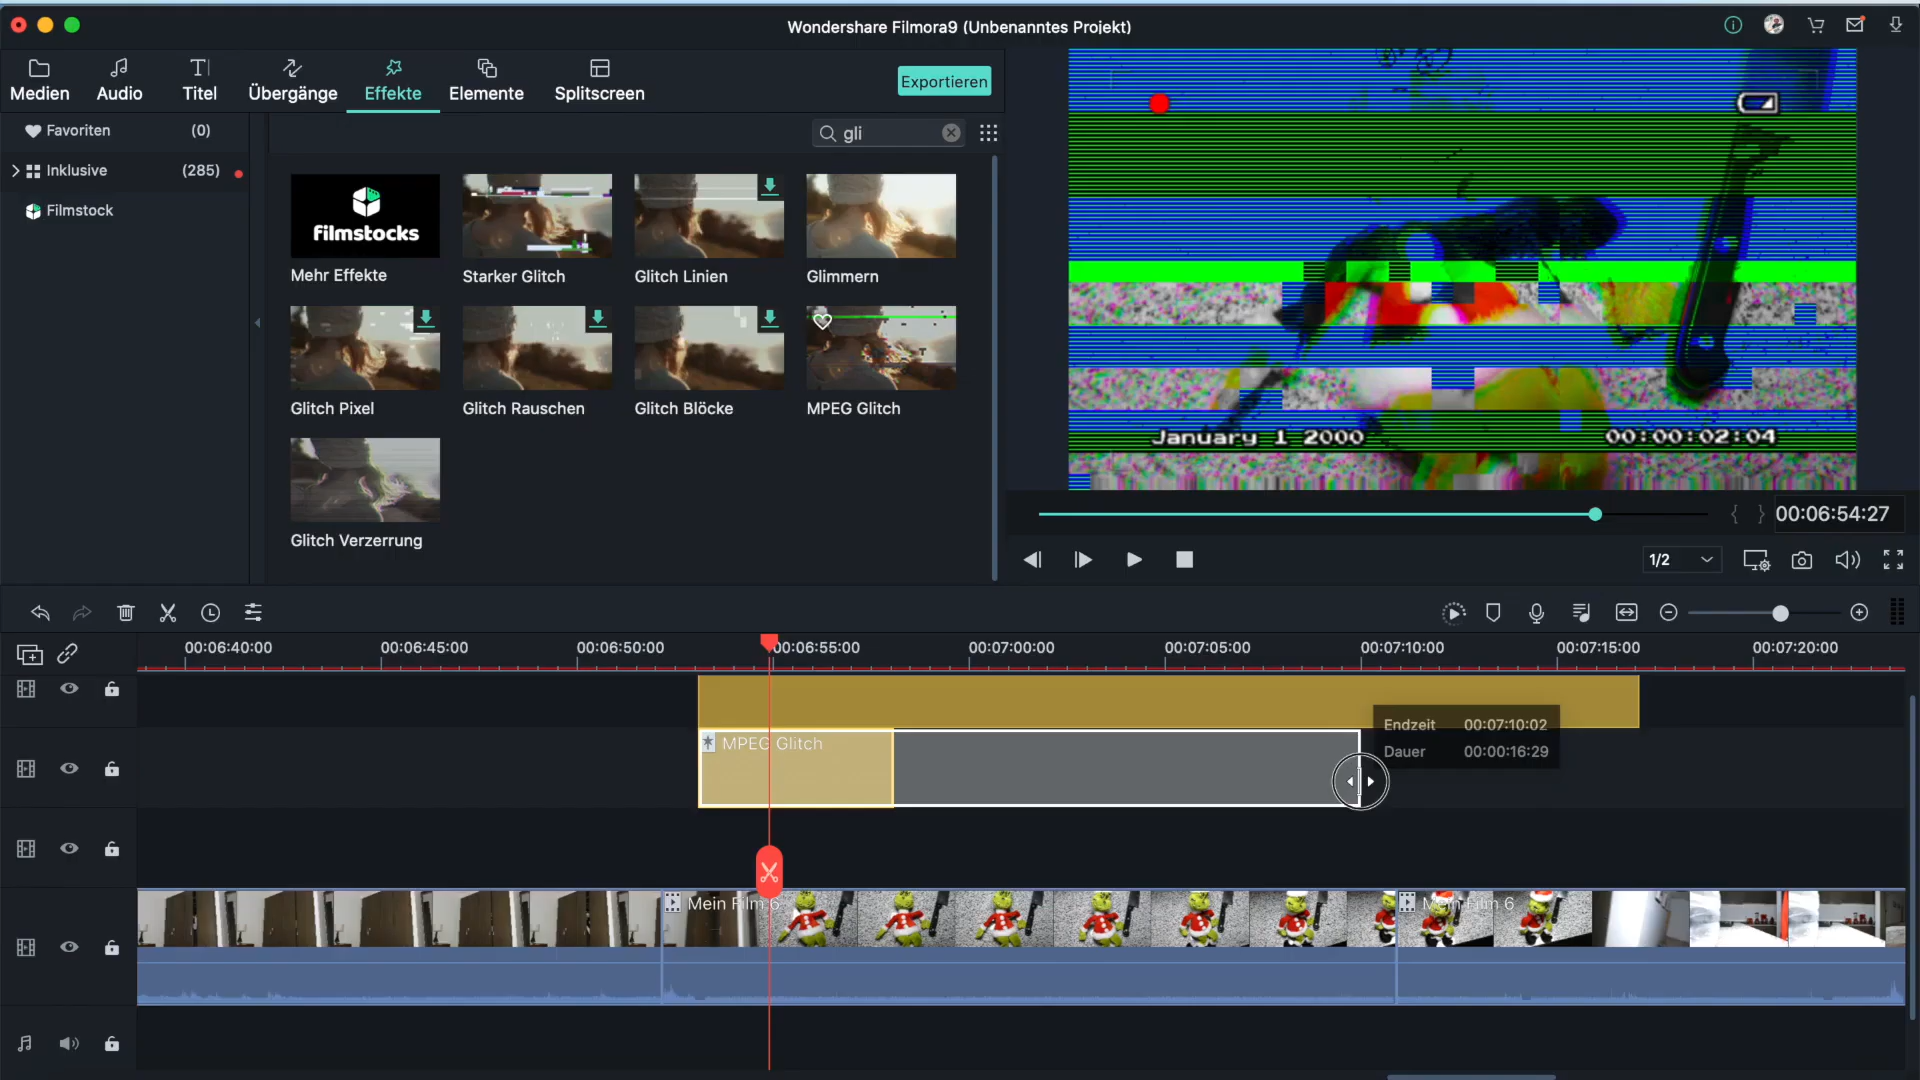 Wondershare Filmora9 (Unbenanntes Projekt)
Medien
Audio
Titel
Übergänge
Effekte
Elemente
Splitscreen
Exportieren
Favoriten (0)
Inklusive (285)
Filmstock
gli
filmstocks
Mehr Effekte
Starker Glitch
Glitch Linien
Glimmern
Glitch Pixel
Glitch Rauschen
Glitch Blöcke
MPEG Glitch
Glitch Verzerrung
January 1 2000
00:00:02:04
00:06:54:27
1/2
00:06:40:00
00:06:45:00
00:06:50:00
00:06:55:00
00:07:00:00
00:07:05:00
00:07:10:00
00:07:15:00
00:07:20:00
MPEG Glitch
Endzeit 00:07:10:02
Dauer 00:00:16:29
Mein Film 6
Mein Film 6